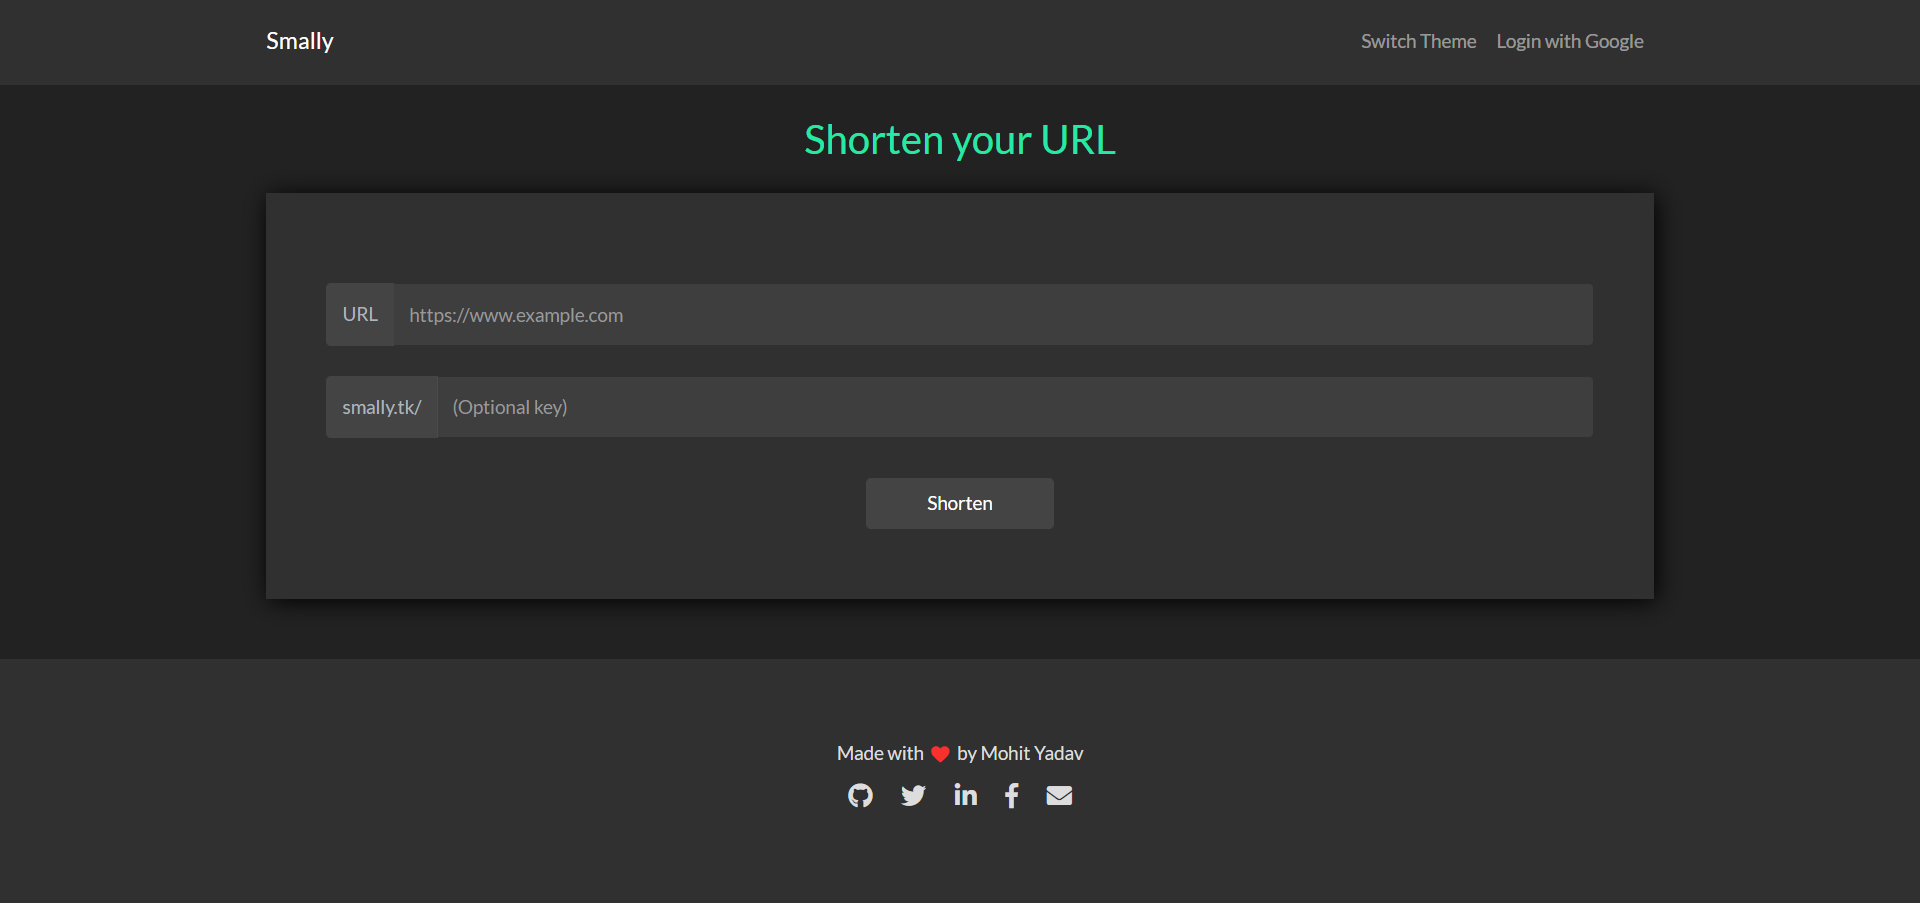 Smally
Switch Theme
Login with Google
Shorten your URL
URL
https://www.example.com
smally.tk/
(Optional key)
Shorten
Made with by Mohit Yadav